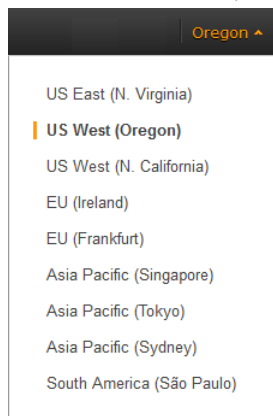 Oregon
US East (N. Virginia)
US West (Oregon)
US West (N. California)
EU (Ireland)
EU (Frankfurt)
Asia Pacific (Singapore)
Asia Pacific (Tokyo)
Asia Pacific (Sydney)
South America (São Paulo)